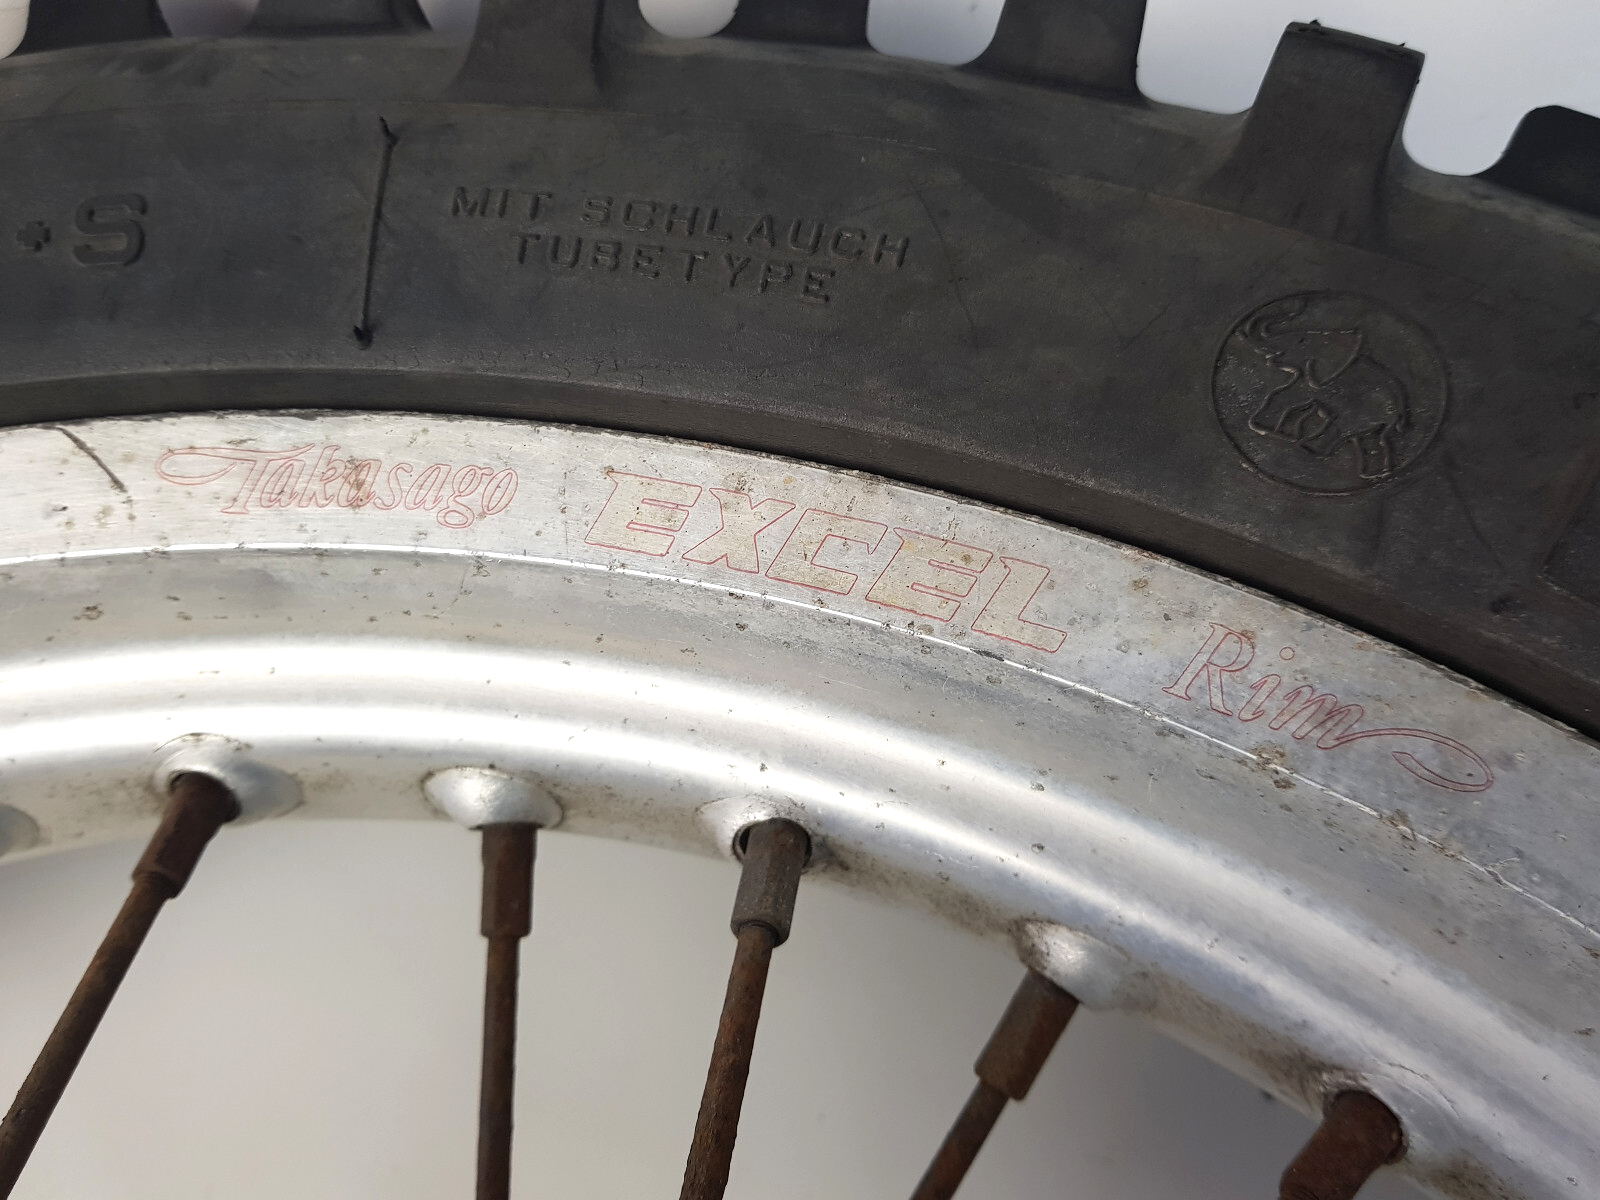 +S
MIT SCHLAUCH
TUBETYPE
Takasago EXCEL Rim